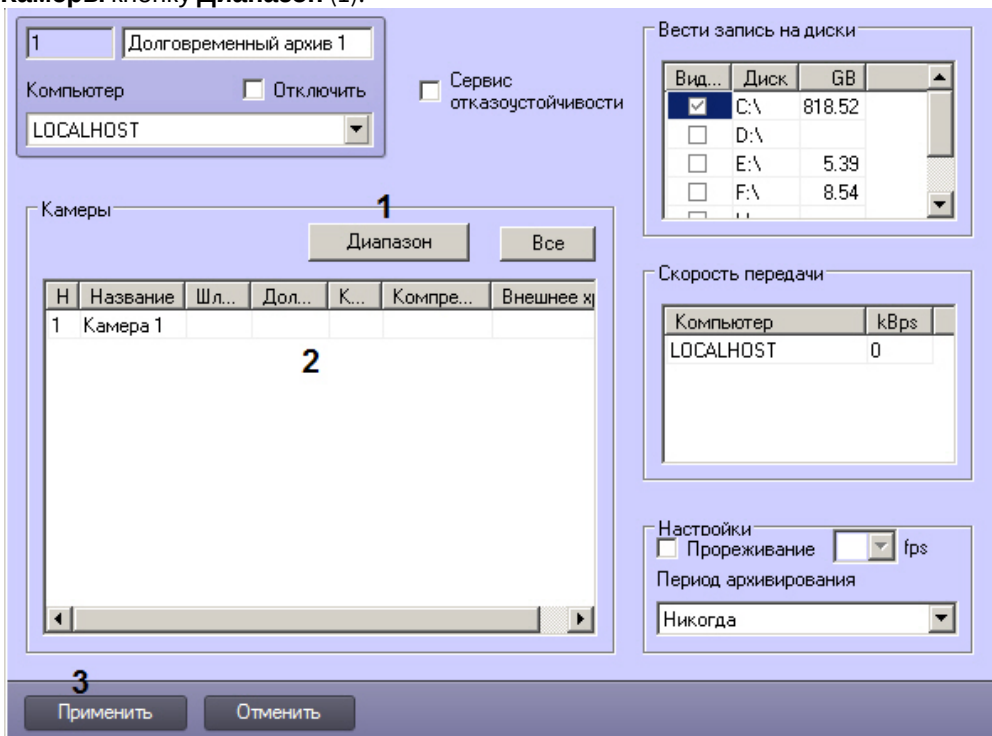 Камеры кнопку Диапазон (1).
1
Долговременный архив 1
Компьютер
Отключить
LOCALHOST
Сервис
отказоустойчивости
Вести запись на диски
Вид... Диск GB
C:\ 818.52
D:\
E:\ 5.39
F:\ 8.54
Камеры
1
Диапазон
Все
Н Название Шл... Дол... К... Компре... Внешнее х
1 Камера 1
2
Скорость передачи
Компьютер kBps
LOCALHOST 0
Настройки
Прореживание fps
Период архивирования
Никогда
3
Применить Отменить